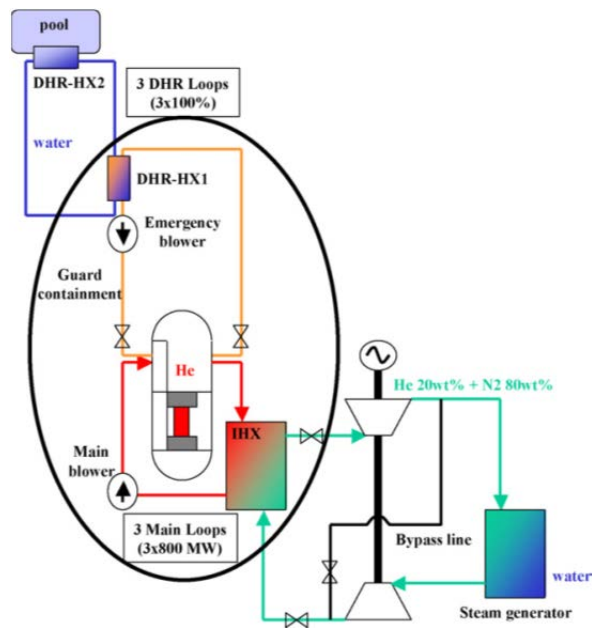 pool
DHR-HX2
3 DHR Loops
(3x100%)
water
DHR-HX1
Emergency
blower
Guard
containment
He
He 20wt% + N2 80wt%
IHX
Main
blower
3 Main Loops
(3x800 MW)
Bypass line
water
Steam generator